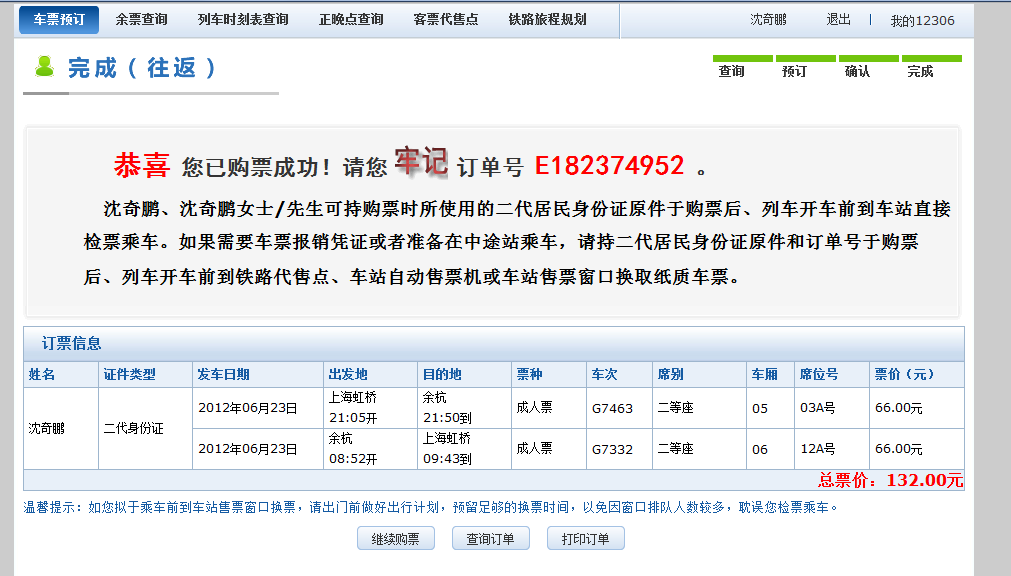 车票预订 余票查询 列车时刻表查询 正晚点查询 客票代售点 铁路旅程规划 沈奇鹏 退出 | 我的12306
完成（往返） 查询 预订 确认 完成
恭喜 您已购票成功！请您 牢记 订单号 E182374952 。
沈奇鹏、沈奇鹏女士/先生可持购票时所使用的二代居民身份证原件于购票后、列车开车前到车站直接
检票乘车。如果需要车票报销凭证或者准备在中途站乘车，请持二代居民身份证原件和订单号于购票
后、列车开车前到铁路代售点、车站自动售票机或车站售票窗口换取纸质车票。
订票信息
姓名 证件类型 发车日期 出发地 目的地 票种 车次 席别 车厢 席位号 票价（元）
沈奇鹏 二代身份证
2012年06月23日 上海虹桥 余杭 成人票 G7463 二等座 05 03A号 66.00元
21:05开 21:50到
2012年06月23日 余杭 上海虹桥 成人票 G7332 二等座 06 12A号 66.00元
08:52开 09:43到
总票价：132.00元
温馨提示：如您拟于乘车前到车站售票窗口换票，请出门前做好出行计划，预留足够的换票时间，以免因窗口排队人数较多，耽误您检票乘车。
继续购票 查询订单 打印订单